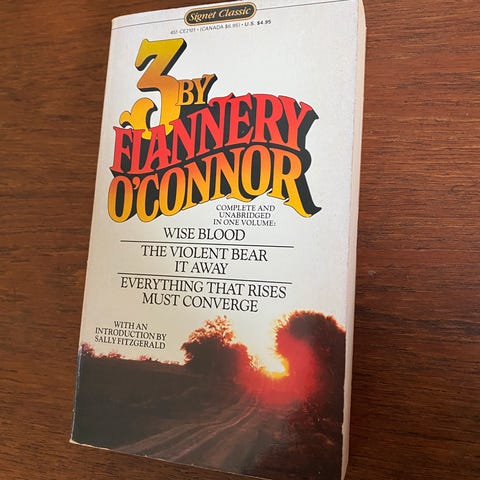 Signet Classic
451-CE2101 • (CANADA $5.95) • U.S. $4.95
3 BY
FLANNERY
O'CONNOR
COMPLETE AND
UNABRIDGED
IN ONE VOLUME:
WISE BLOOD
THE VIOLENT BEAR
IT AWAY
EVERYTHING THAT RISES
MUST CONVERGE
WITH AN
INTRODUCTION BY
SALLY FITZGERALD